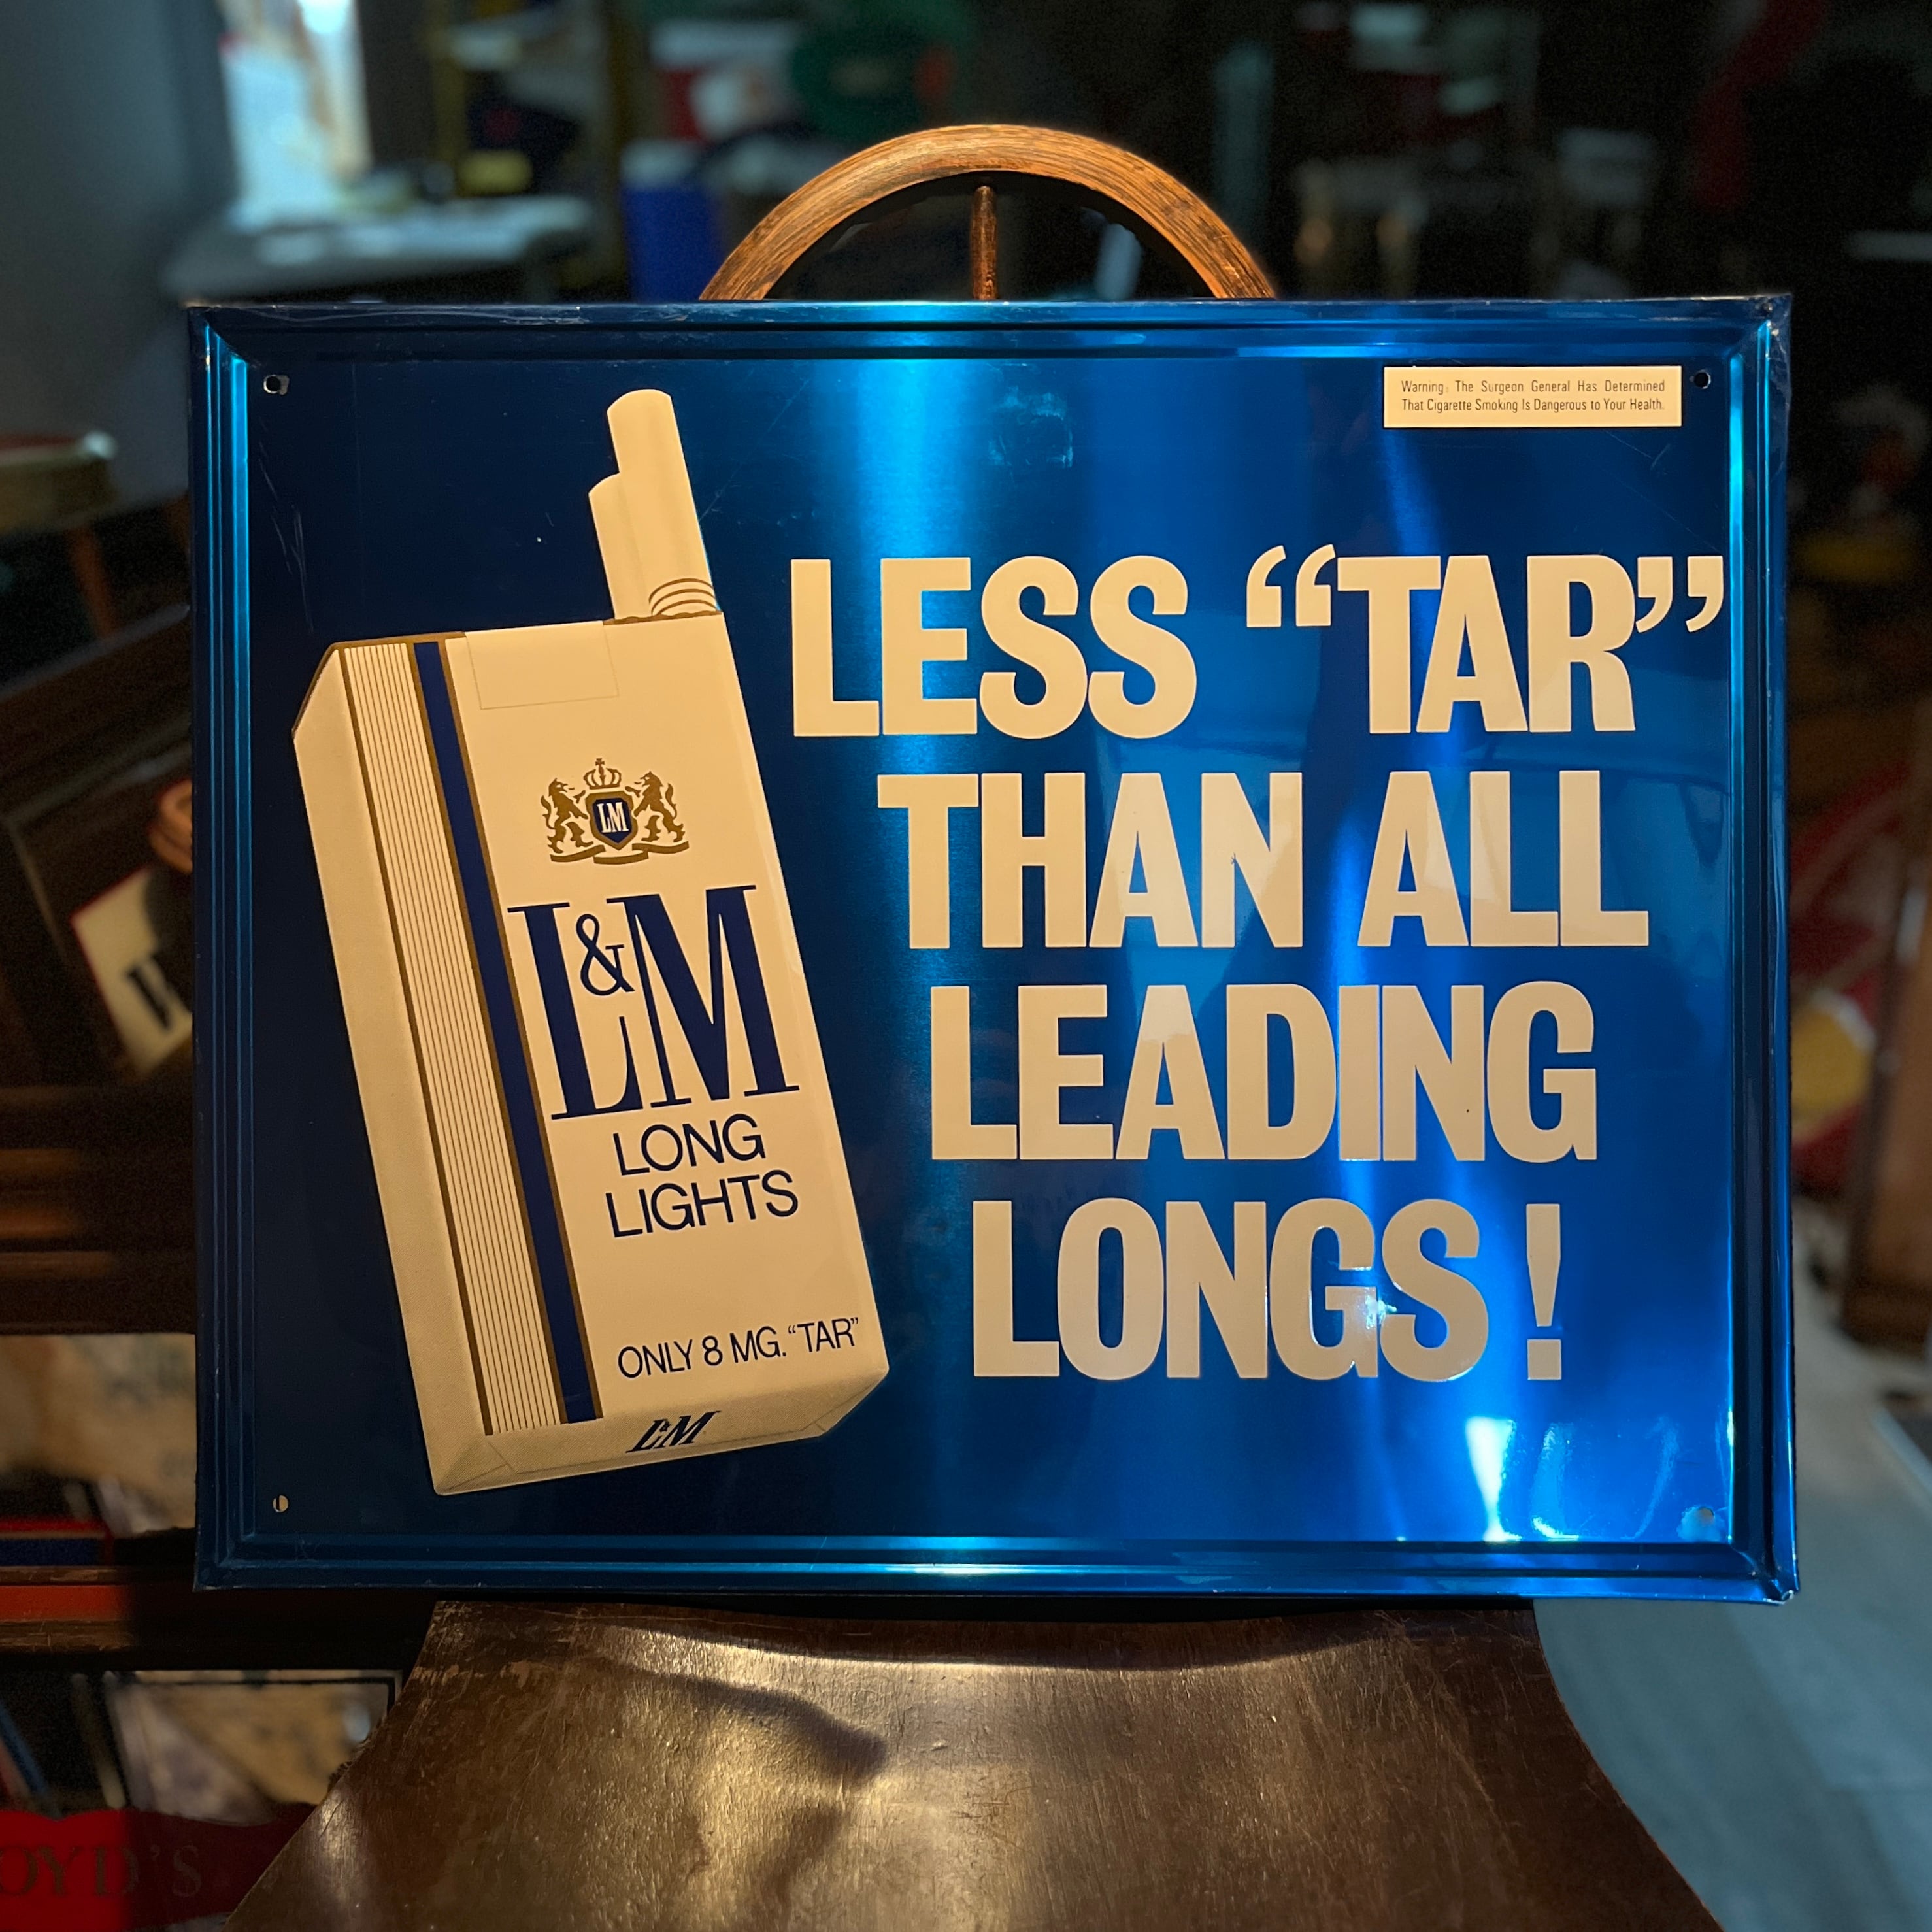 Warning: The Surgeon General Has Determined
That Cigarette Smoking Is Dangerous to Your Health.
LESS “TAR”
THAN ALL
LEADING
LONGS!
LM
L&M
LONG
LIGHTS
ONLY 8 MG. “TAR”
L&M
OYD'S